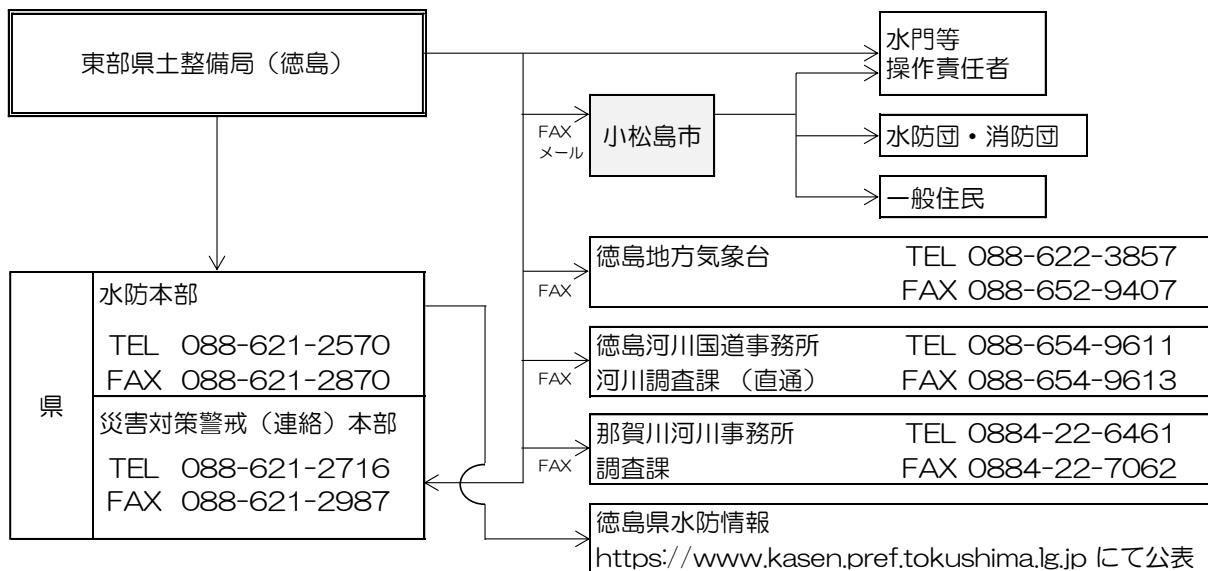 東部県土整備局（徳島）
水門等
操作責任者
FAX
メール
小松島市
水防団・消防団
一般住民
徳島地方気象台 TEL 088-622-3857
FAX 088-652-9407
FAX
県
水防本部
TEL 088-621-2570
FAX 088-621-2870
災害対策警戒（連絡）本部
TEL 088-621-2716
FAX 088-621-2987
徳島河川国道事務所 TEL 088-654-9611
河川調査課 （直通） FAX 088-654-9613
FAX
那賀川河川事務所 TEL 0884-22-6461
調査課 FAX 0884-22-7062
FAX
徳島県水防情報
https://www.kasen.pref.tokushima.lg.jp にて公表